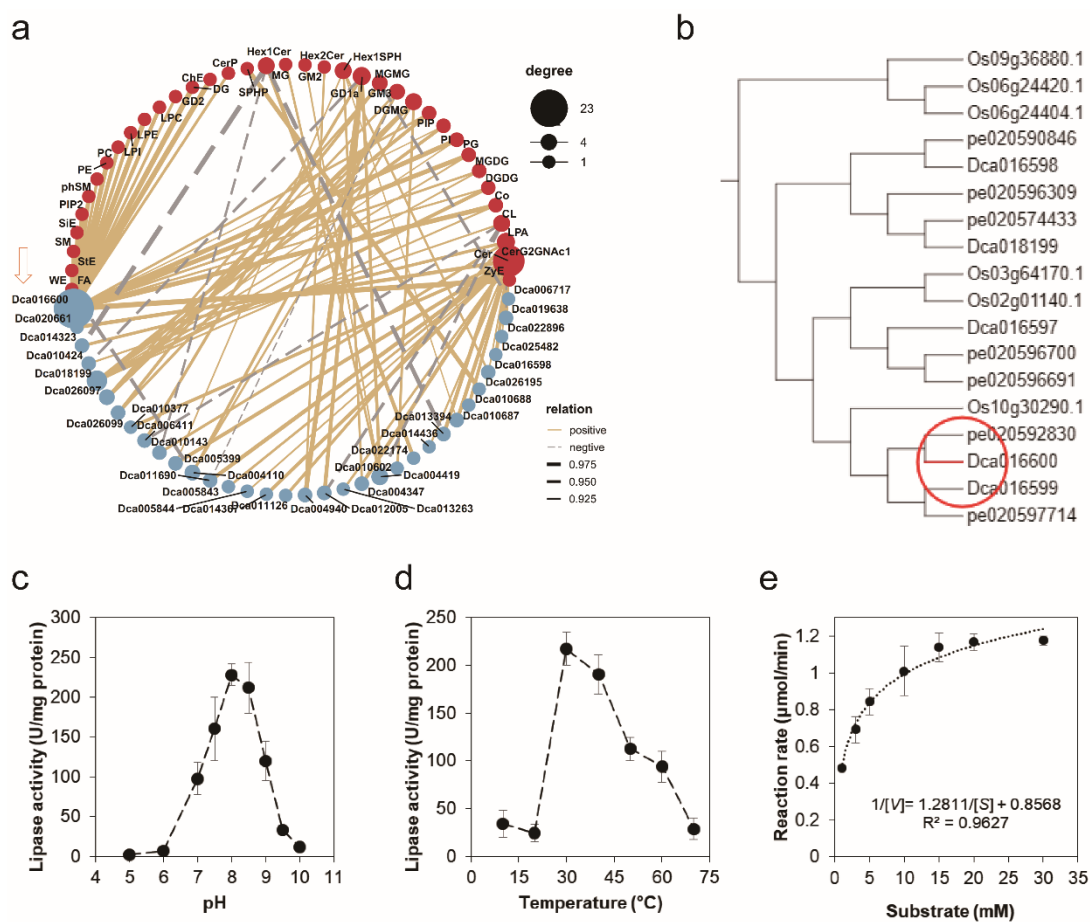 a
Hex1Cer
Hex2Cer
Hex1SPH
CerP
MG
GM2
MGMG
ChE
SPHP
GD1a
GM3
DG
DGMG
GD2
LPC
PIP
LPE
PI
PG
PC
LPI
MGDG
PE
DGDG
phSM
Co
PIP2
CL
SiE
LPA
SM
CerG2GNAc1
StE
Cer
WE
FA
ZyE
Dca016600
Dca006717
Dca020661
Dca019638
Dca014323
Dca022896
Dca010424
Dca025482
Dca018199
Dca016598
Dca026097
Dca026195
Dca010377
Dca010688
Dca026099
Dca006411
Dca013394
Dca010687
Dca010143
Dca014436
Dca022174
Dca005399
Dca010602
Dca011690
Dca004110
Dca004419
Dca005843
Dca004347
Dca005844
Dca014367
Dca011126
Dca004940
Dca012005
Dca013263
degree
23
4
1
relation
positive
negtive
0.975
0.950
0.925
b
Os09g36880.1
Os06g24420.1
Os06g24404.1
pe020590846
Dca016598
pe020596309
pe020574433
Dca018199
Os03g64170.1
Os02g01140.1
Dca016597
pe020596700
pe020596691
Os10g30290.1
pe020592830
Dca016600
Dca016599
pe020597714
c
Lipase activity (U/mg protein)
300
250
200
150
100
50
0
4 5 6 7 8 9 10 11
pH
d
Lipase activity (U/mg protein)
250
200
150
100
50
0
0 15 30 45 60 75
Temperature (°C)
e
Reaction rate (µmol/min)
1.2
1
0.8
0.6
0.4
0.2
0
1/[V]= 1.2811/[S] + 0.8568
R² = 0.9627
0 5 10 15 20 25 30 35
Substrate (mM)